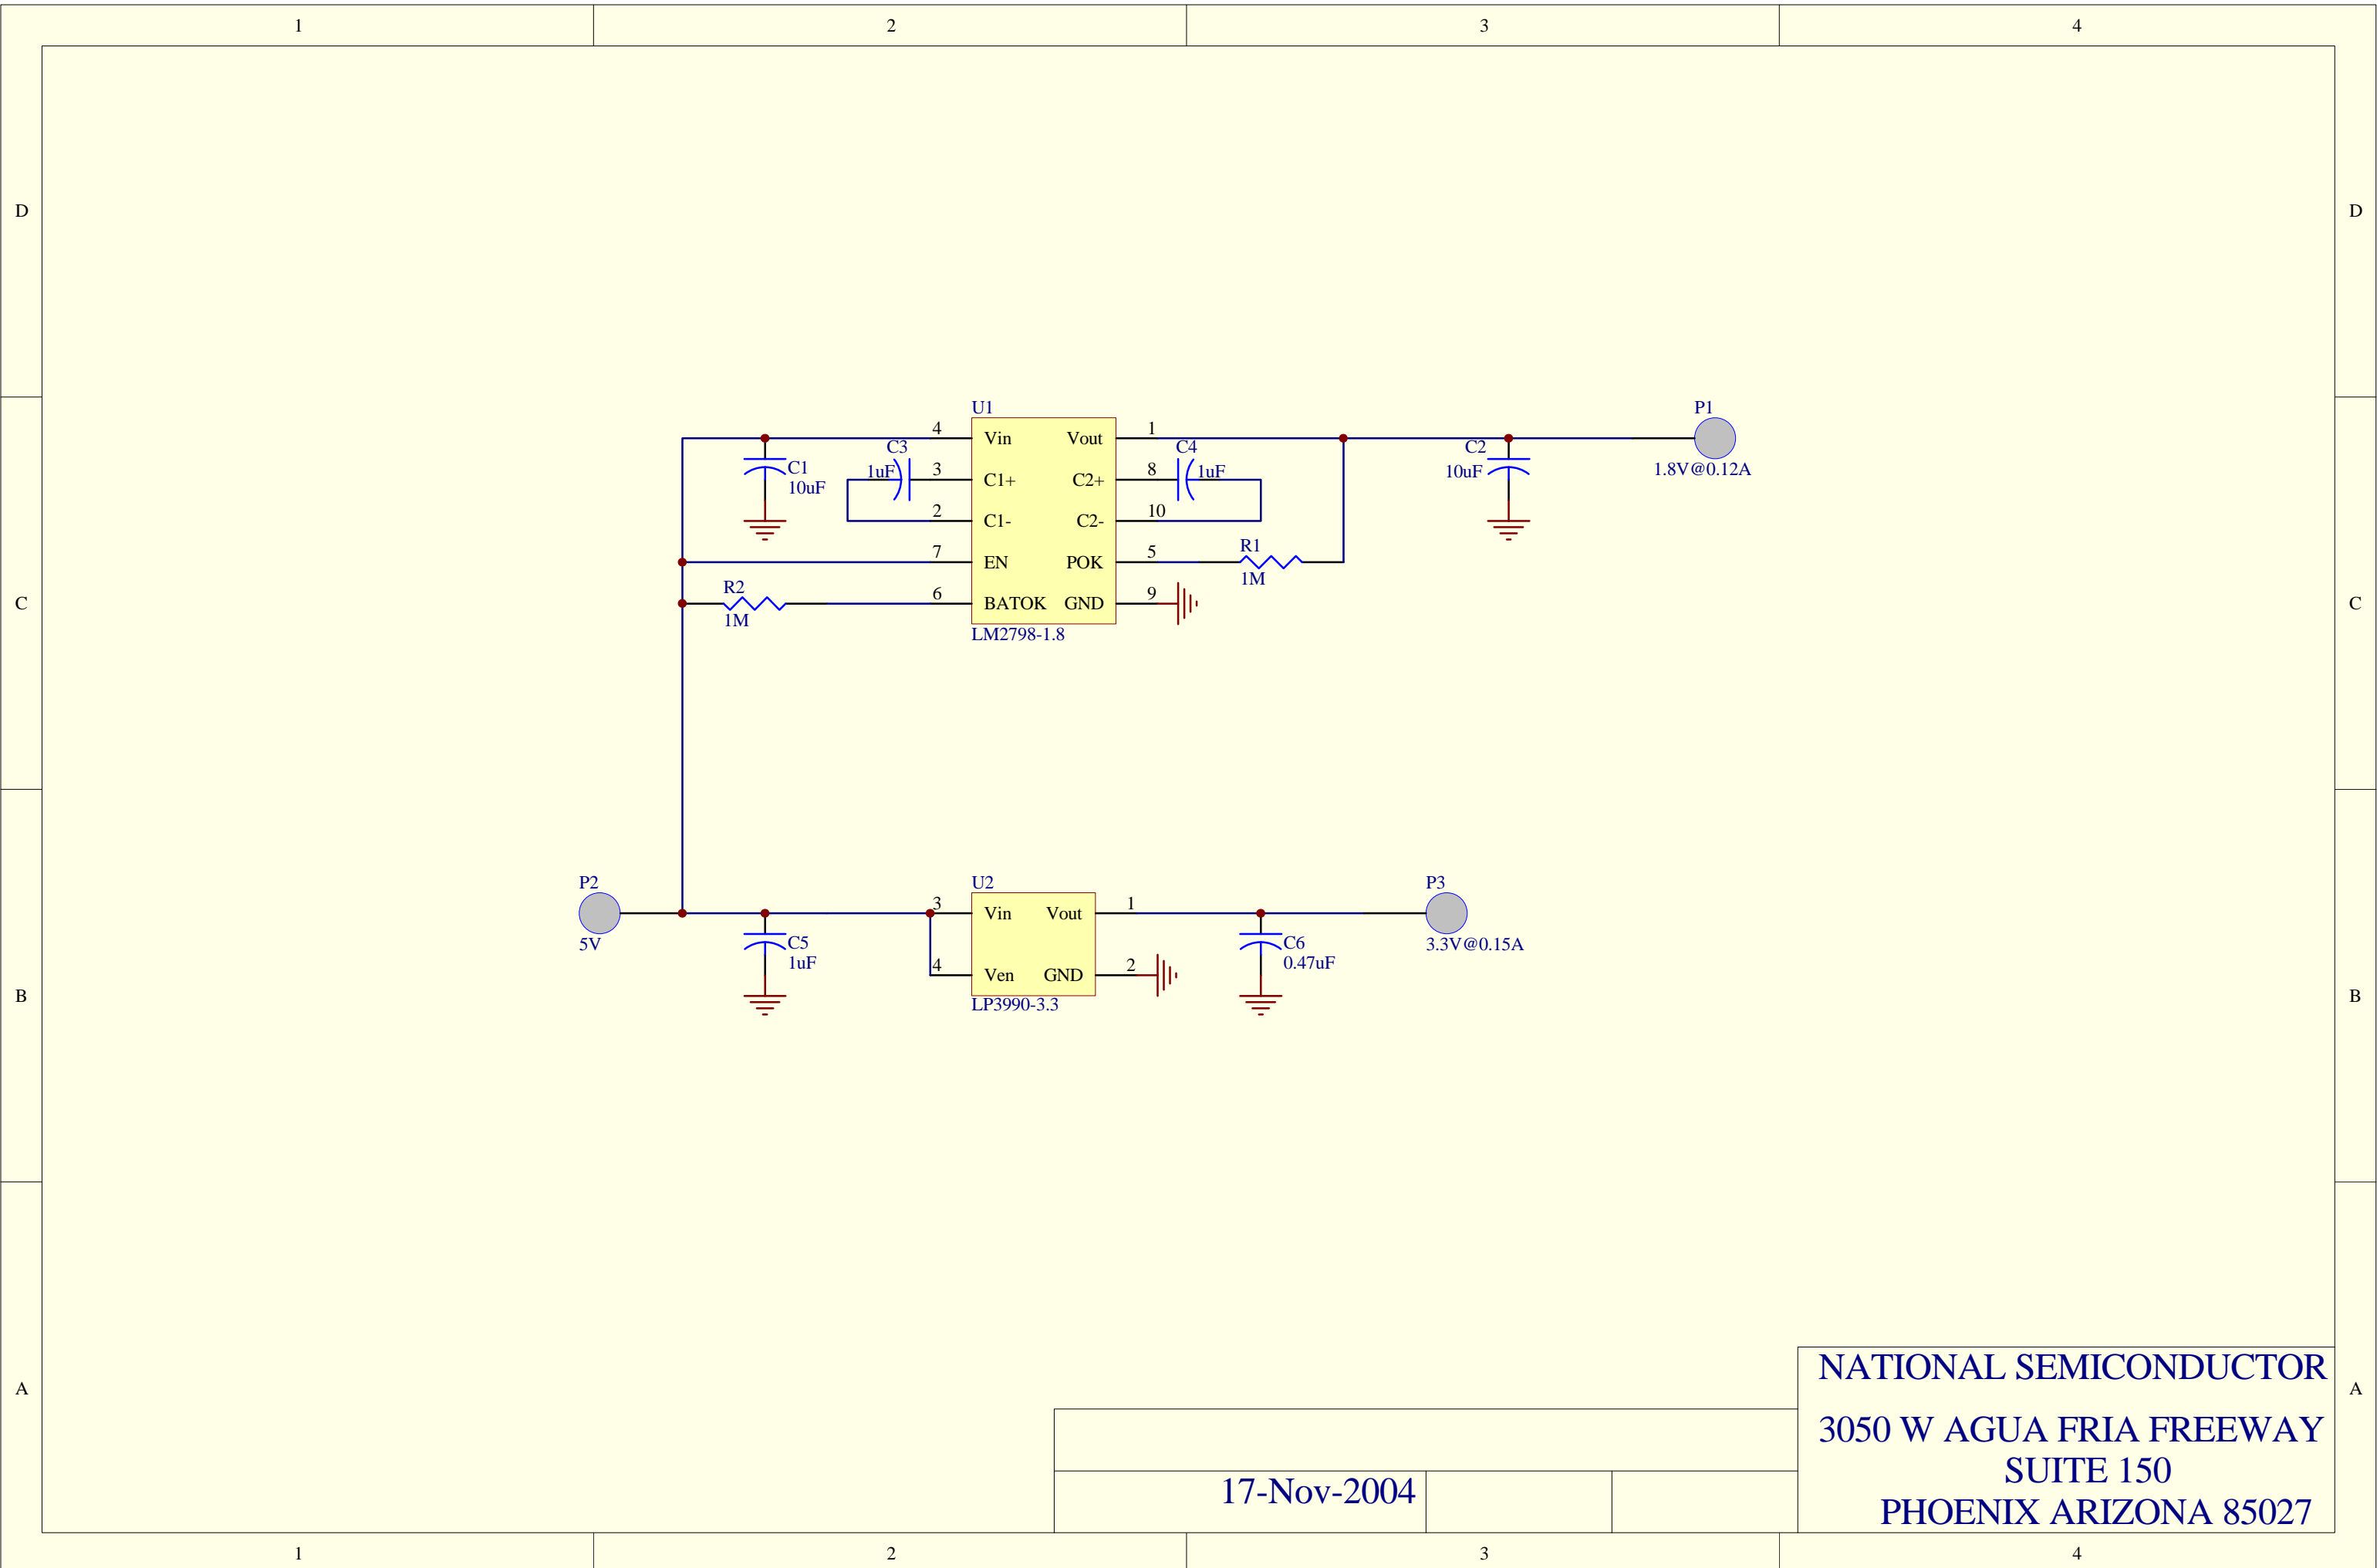 1 2 3 4
D D
U1 P1
4 Vin Vout 1
C3 C4 C2
C1 1uF 3 C1+ C2+ 8 1uF 10uF 1.8V@0.12A
10uF
2 C1- C2- 10
7 EN POK 5 R1
1M
R2 6 BATOK GND 9
1M
C C
LM2798-1.8
P2 U2 P3
3 Vin Vout 1
5V C5 C6 3.3V@0.15A
1uF 0.47uF
4 Ven GND 2
B B
LP3990-3.3
NATIONAL SEMICONDUCTOR
A A
3050 W AGUA FRIA FREEWAY
SUITE 150
17-Nov-2004
PHOENIX ARIZONA 85027
1 2 3 4